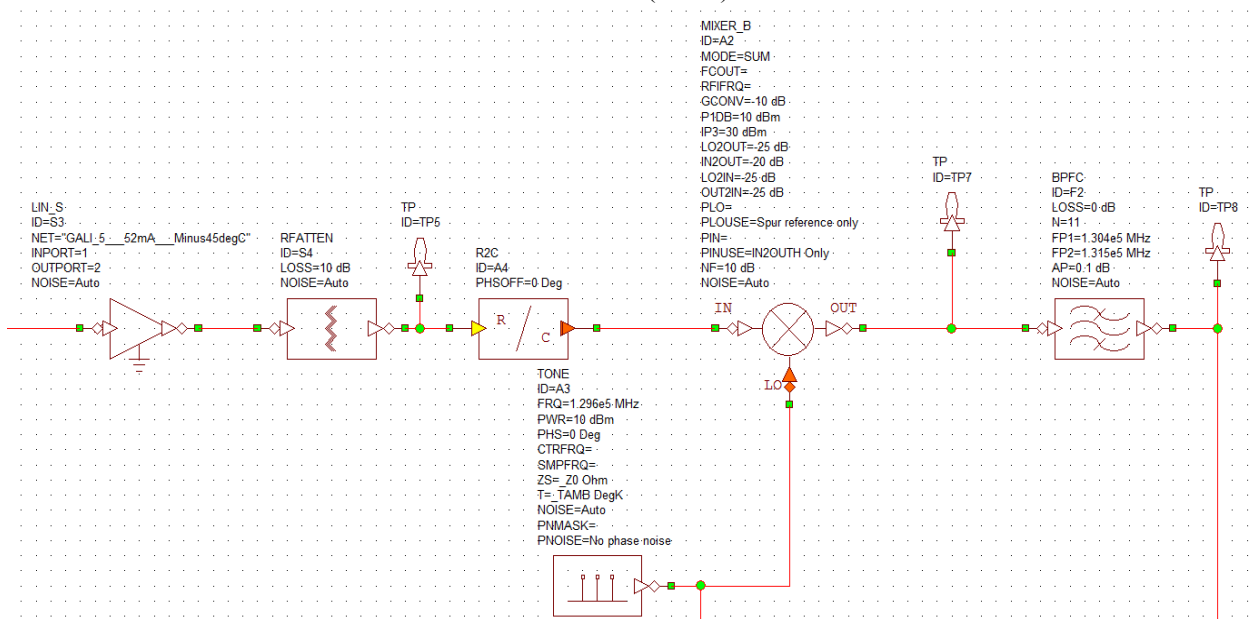 MIXER_B
ID=A2
MODE=SUM
FCOUT=
RFIFRQ=
GCONV=-10 dB
P1DB=10 dBm
IP3=30 dBm
LO2OUT=-25 dB
IN2OUT=-20 dB
LO2IN=-25 dB
OUT2IN=-25 dB
PLO=
PLOUSE=Spur reference only
PIN=
PINUSE=IN2OUTH Only
NF=10 dB
NOISE=Auto
LIN_S
ID=S3
NET="GALI_5___52mA___Minus45degC"
INPORT=1
OUTPORT=2
NOISE=Auto
RFATTEN
ID=S4
LOSS=10 dB
NOISE=Auto
TP
ID=TP5
R2C
ID=A4
PHSOFF=0 Deg
R
C
IN
OUT
LO
TP
ID=TP7
BPFC
ID=F2
LOSS=0 dB
N=11
FP1=1.304e5 MHz
FP2=1.315e5 MHz
AP=0.1 dB
NOISE=Auto
TP
ID=TP8
TONE
ID=A3
FRQ=1.296e5 MHz
PWR=10 dBm
PHS=0 Deg
CTRFRQ=
SMPFRQ=
ZS=_Z0 Ohm
T=_TAMB DegK
NOISE=Auto
PNMASK=
PNOISE=No phase noise